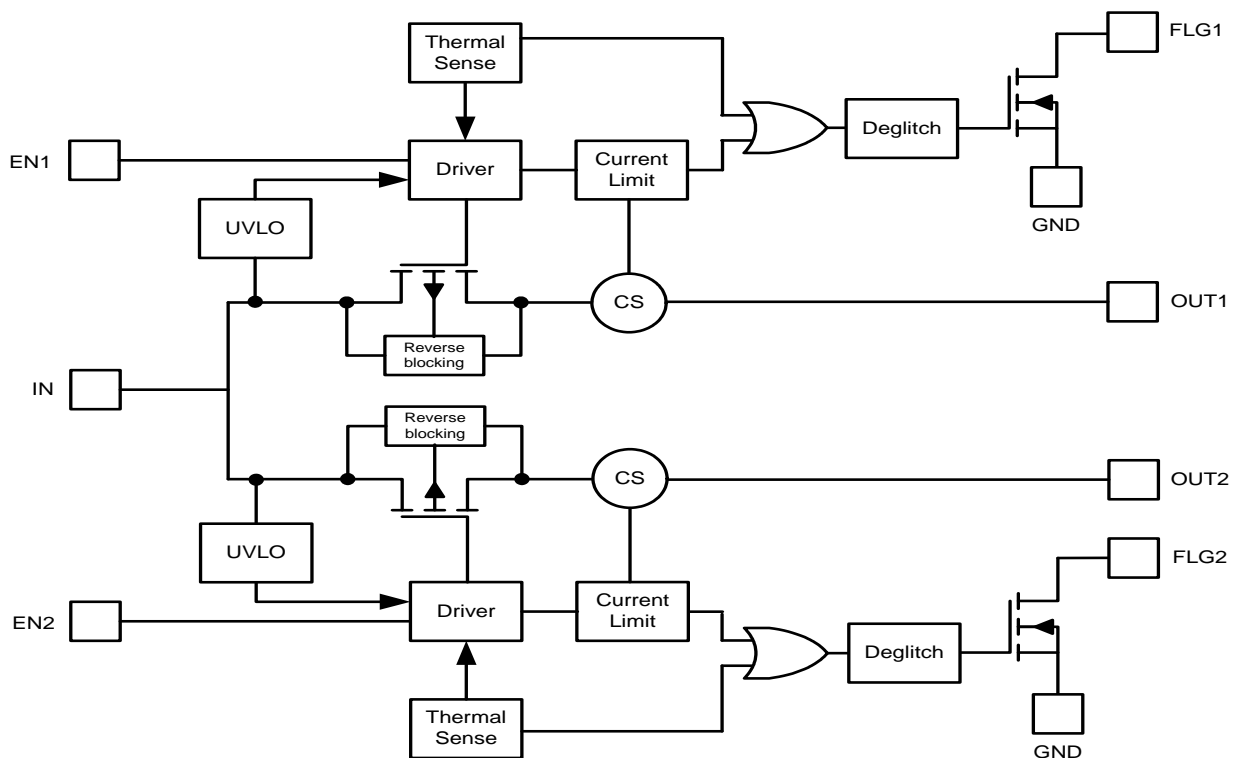 Thermal
Sense
FLG1
Deglitch
EN1
Driver
Current
Limit
GND
UVLO
CS
OUT1
Reverse
blocking
IN
Reverse
blocking
CS
OUT2
UVLO
FLG2
EN2
Driver
Current
Limit
Deglitch
Thermal
Sense
GND